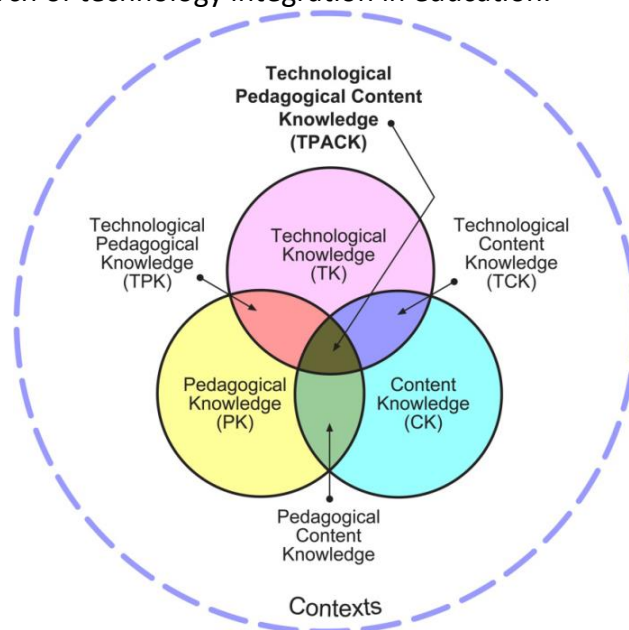 of technology integration in education.
Technological
Pedagogical Content
Knowledge
(TPACK)
Technological
Pedagogical
Knowledge
(TPK)
Technological
Knowledge
(TK)
Technological
Content
Knowledge
(TCK)
Pedagogical
Knowledge
(PK)
Content
Knowledge
(CK)
Pedagogical
Content
Knowledge
Contexts